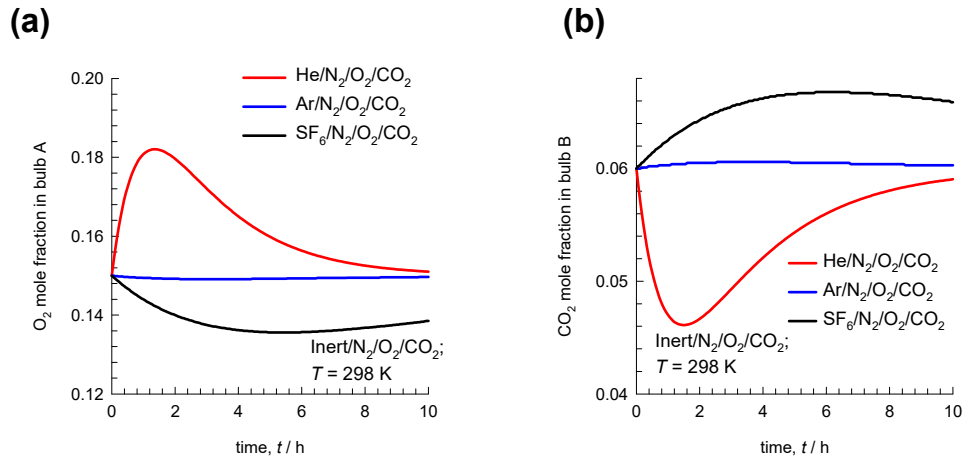 (a)
O₂ mole fraction in bulb A
0.20
0.18
0.16
0.14
0.12
He/N₂/O₂/CO₂
Ar/N₂/O₂/CO₂
SF₆/N₂/O₂/CO₂
Inert/N₂/O₂/CO₂;
T = 298 K
0 2 4 6 8 10
time, t / h
(b)
CO₂ mole fraction in bulb B
0.06
0.05
0.04
He/N₂/O₂/CO₂
Ar/N₂/O₂/CO₂
SF₆/N₂/O₂/CO₂
Inert/N₂/O₂/CO₂;
T = 298 K
0 2 4 6 8 10
time, t / h